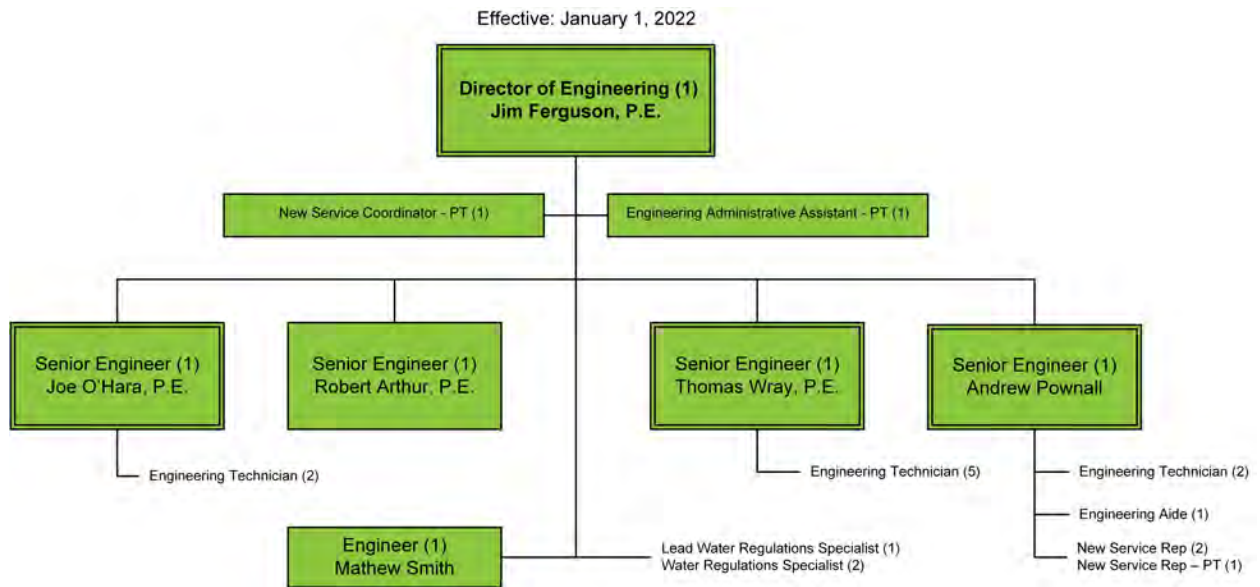 Effective: January 1, 2022
Director of Engineering (1)
Jim Ferguson, P.E.
New Service Coordinator - PT (1)
Engineering Administrative Assistant - PT (1)
Senior Engineer (1)
Joe O'Hara, P.E.
Senior Engineer (1)
Robert Arthur, P.E.
Senior Engineer (1)
Thomas Wray, P.E.
Senior Engineer (1)
Andrew Pownall
Engineering Technician (2)
Engineering Technician (5)
Engineering Technician (2)
Engineering Aide (1)
New Service Rep (2)
New Service Rep – PT (1)
Engineer (1)
Mathew Smith
Lead Water Regulations Specialist (1)
Water Regulations Specialist (2)